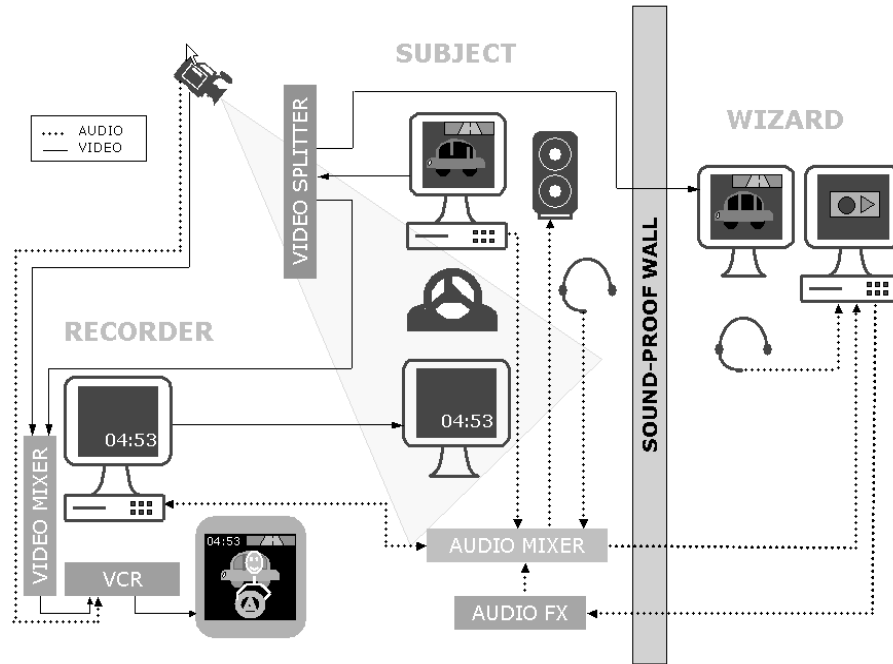 SUBJECT
WIZARD
AUDIO
VIDEO
VIDEO SPLITTER
SOUND-PROOF WALL
RECORDER
04:53
04:53
VIDEO MIXER
04:53
AUDIO MIXER
VCR
AUDIO FX